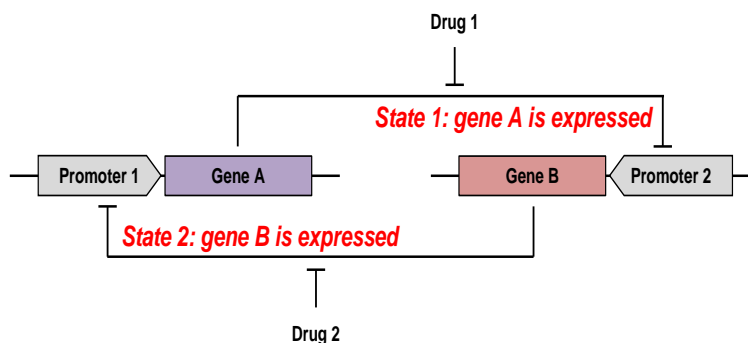 Drug 1
State 1: gene A is expressed
Promoter 1
Gene A
Gene B
Promoter 2
State 2: gene B is expressed
Drug 2